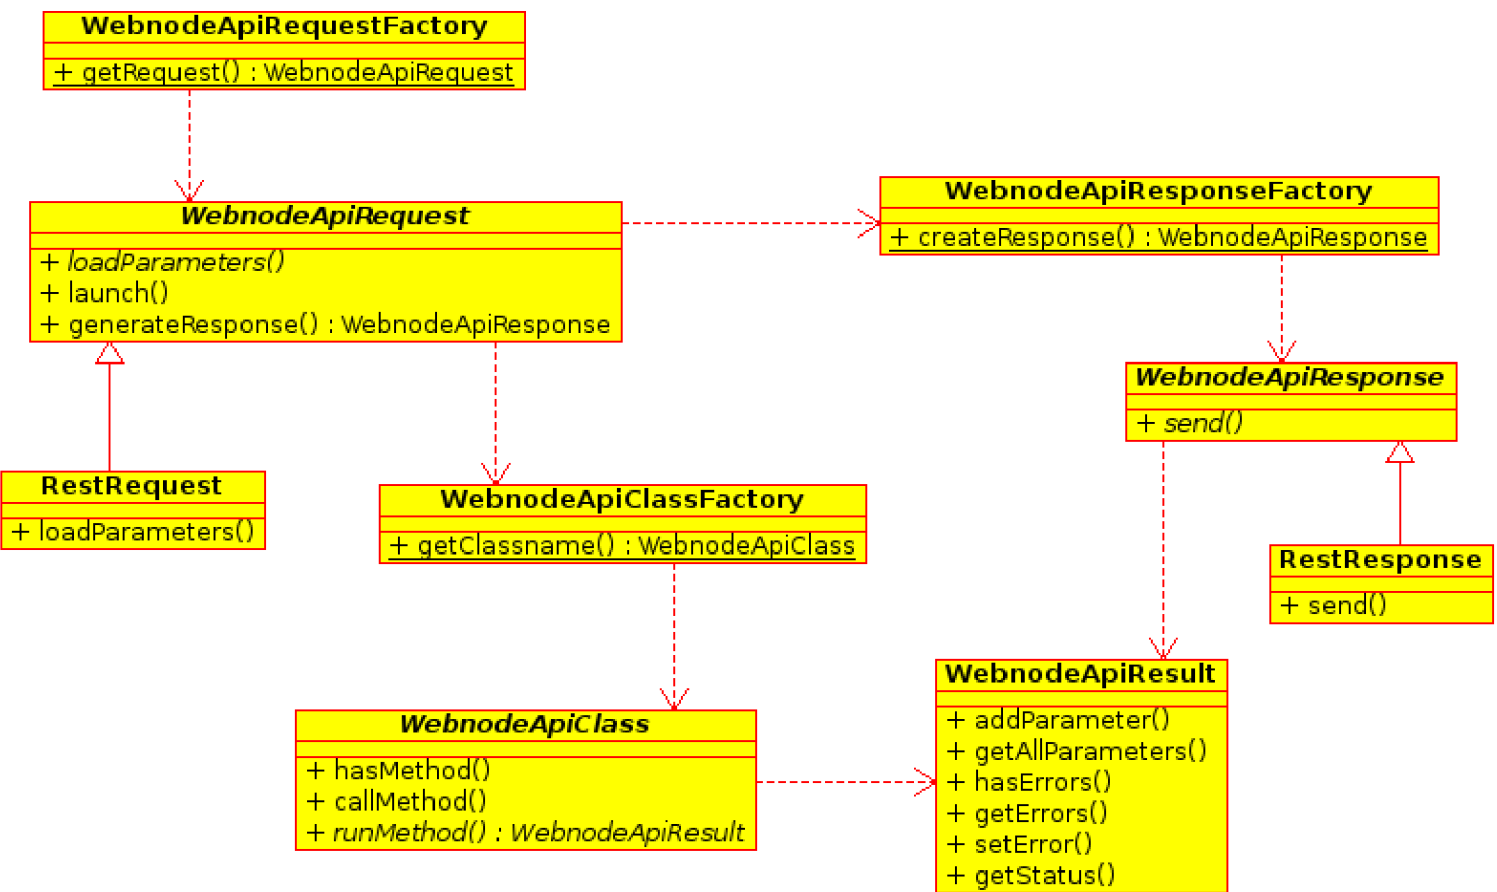 WebnodeApiRequestFactory
+ getRequest() : WebnodeApiRequest
WebnodeApiRequest
+ loadParameters()
+ launch()
+ generateResponse() : WebnodeApiResponse
WebnodeApiResponseFactory
+ createResponse() : WebnodeApiResponse
WebnodeApiResponse
+ send()
RestRequest
+ loadParameters()
WebnodeApiClassFactory
+ getClassname() : WebnodeApiClass
RestResponse
+ send()
WebnodeApiClass
+ hasMethod()
+ callMethod()
+ runMethod() : WebnodeApiResult
WebnodeApiResult
+ addParameter()
+ getAllParameters()
+ hasErrors()
+ getErrors()
+ setError()
+ getStatus()